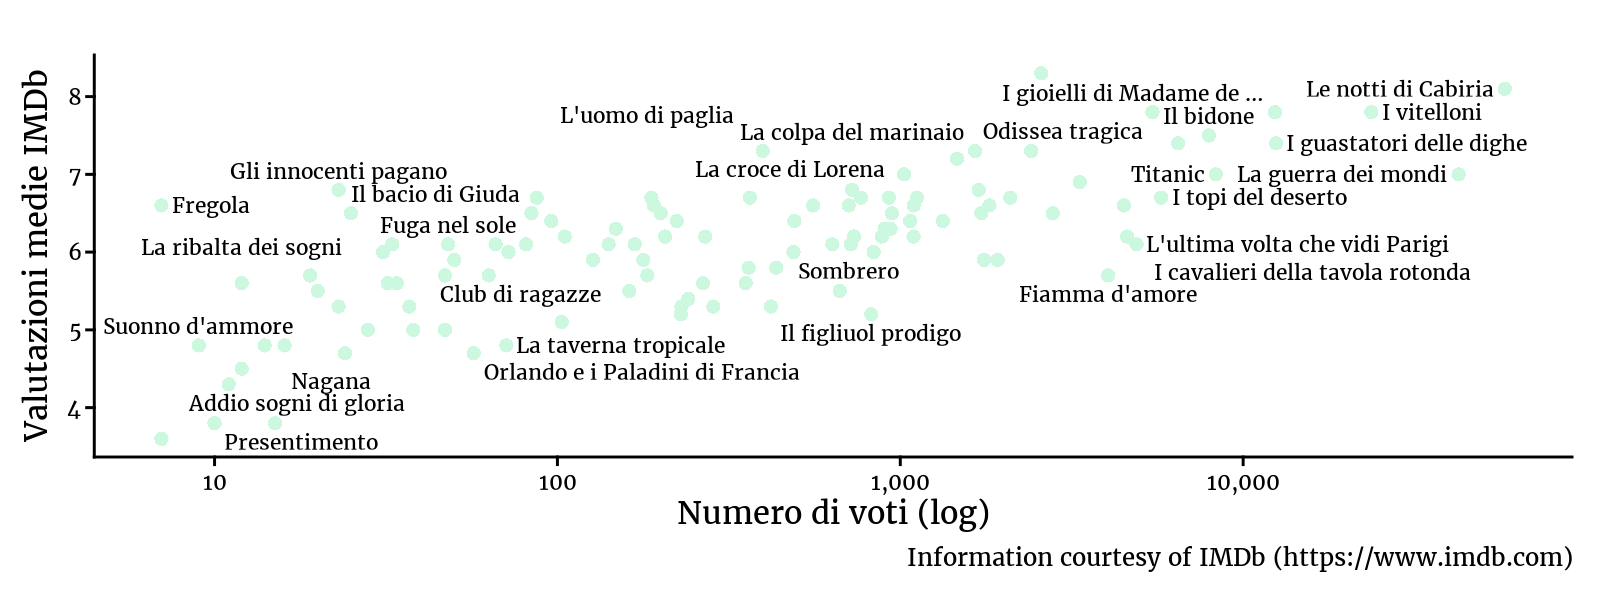 Valutazioni medie IMDb
8
7
6
5
4
Le notti di Cabiria
I gioielli di Madame de ...
I vitelloni
L'uomo di paglia
Il bidone
La colpa del marinaio
Odissea tragica
I guastatori delle dighe
La croce di Lorena
Gli innocenti pagano
Titanic
La guerra dei mondi
Il bacio di Giuda
I topi del deserto
Fregola
Fuga nel sole
La ribalta dei sogni
L'ultima volta che vidi Parigi
Sombrero
I cavalieri della tavola rotonda
Club di ragazze
Fiamma d'amore
Suonno d'ammore
Il figliuol prodigo
La taverna tropicale
Orlando e i Paladini di Francia
Nagana
Addio sogni di gloria
Presentimento
10
100
1,000
10,000
Numero di voti (log)
Information courtesy of IMDb (https://www.imdb.com)